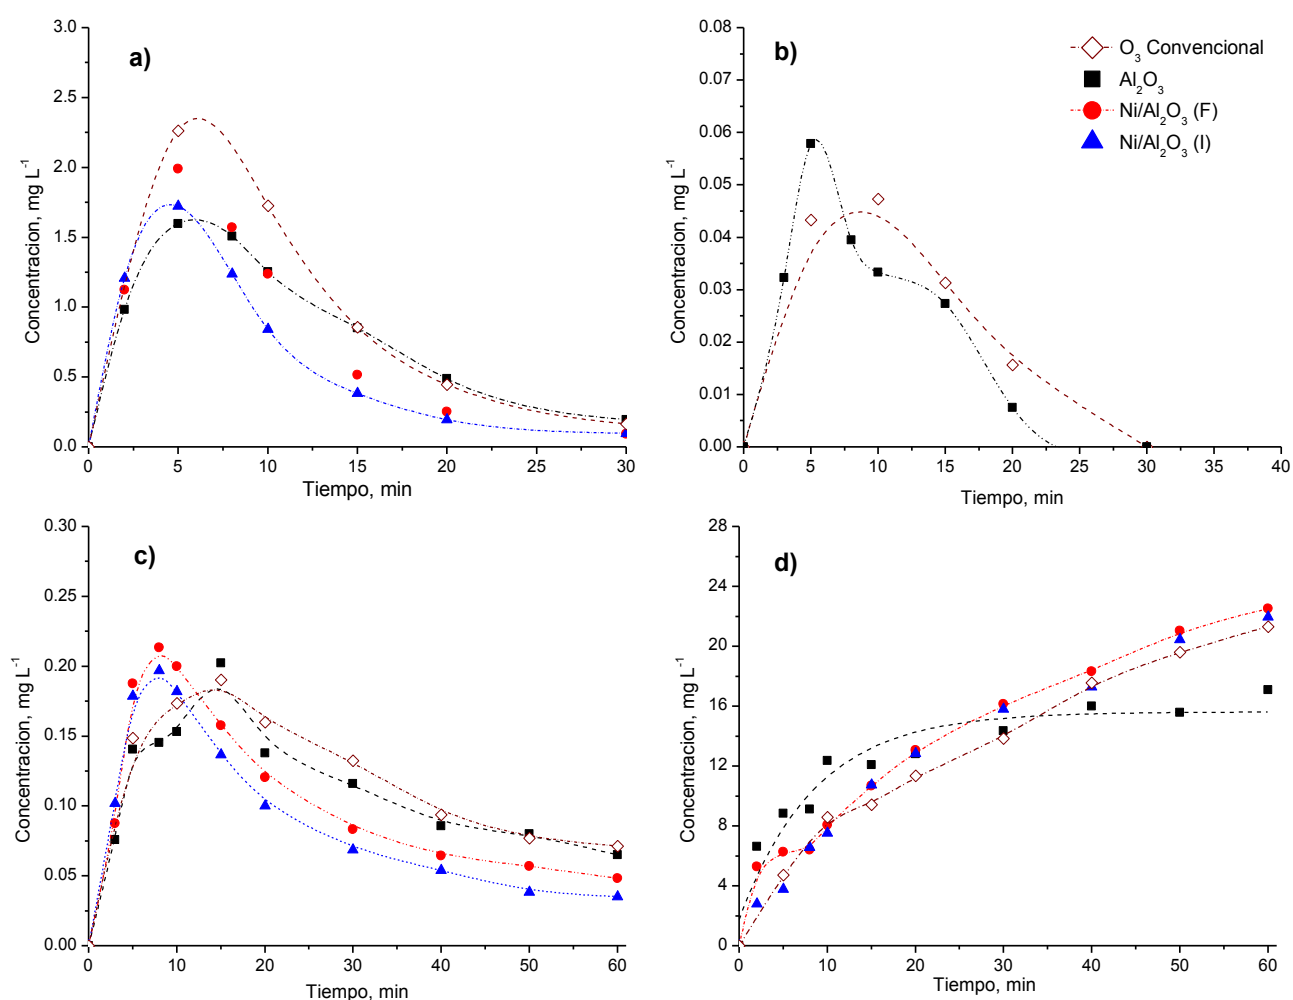 a)
3.0
2.5
2.0
1.5
1.0
0.5
0.0
Concentracion, mg L⁻¹
0 5 10 15 20 25 30
Tiempo, min
b)
0.08
0.07
0.06
0.05
0.04
0.03
0.02
0.01
0.00
Concentracion, mg L⁻¹
0 5 10 15 20 25 30 35 40
Tiempo, min
O₃ Convencional
Al₂O₃
Ni/Al₂O₃ (F)
Ni/Al₂O₃ (I)
c)
0.30
0.25
0.20
0.15
0.10
0.05
0.00
Concentracion, mg L⁻¹
0 10 20 30 40 50 60
Tiempo, min
d)
28
24
20
16
12
8
4
0
Concentracion, mg L⁻¹
0 10 20 30 40 50 60
Tiempo, min